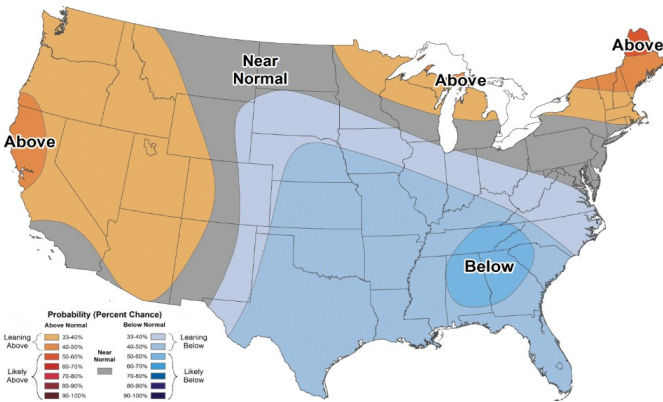 Above
Near
Normal
Above
Above
Below
Probability (Percent Chance)
Above Normal
Below Normal
Leaning
Above
33-40%
40-50%
Likely
Above
50-60%
60-70%
70-80%
80-90%
90-100%
Near
Normal
33-40%
40-50%
Leaning
Below
50-60%
60-70%
70-80%
80-90%
90-100%
Likely
Below